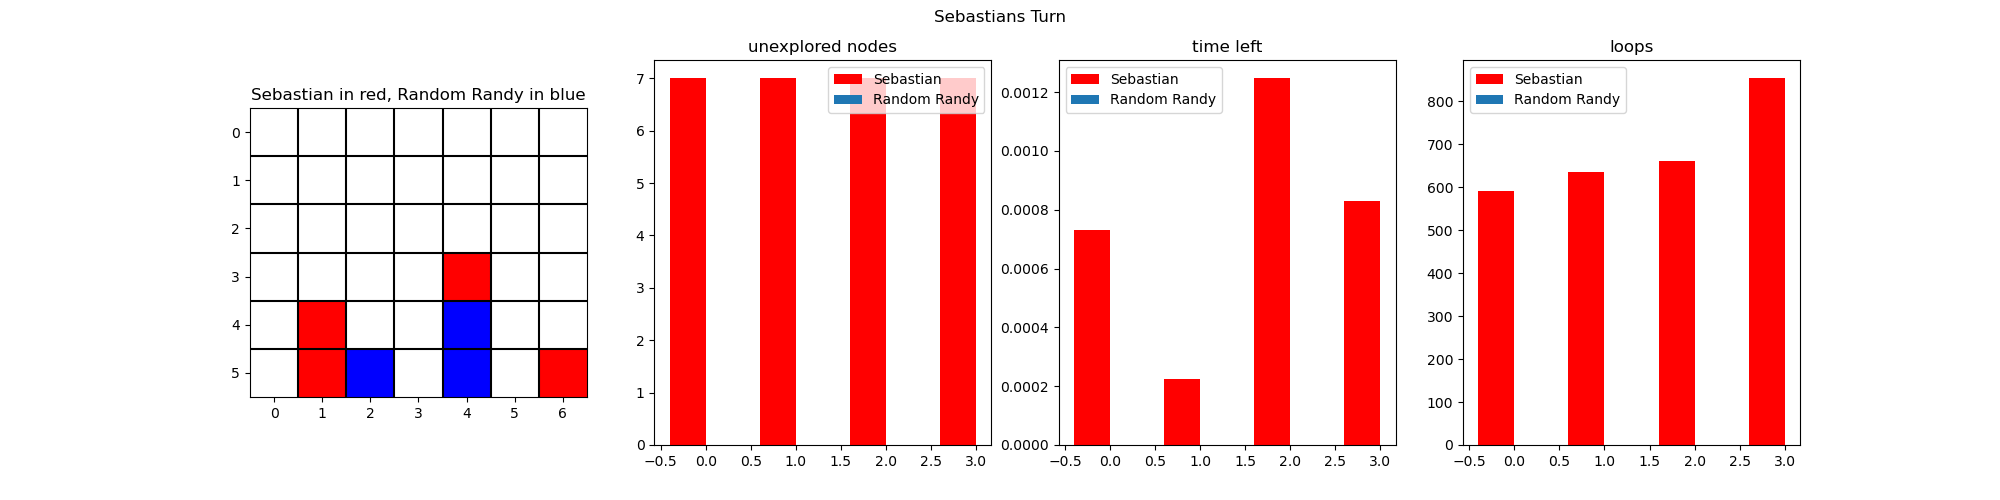 Sebastians Turn
Sebastian in red, Random Randy in blue
0
1
2
3
4
5
0 1 2 3 4 5 6
unexplored nodes
Sebastian
Random Randy
7
6
5
4
3
2
1
0
−0.5 0.0 0.5 1.0 1.5 2.0 2.5 3.0
time left
Sebastian
Random Randy
0.0012
0.0010
0.0008
0.0006
0.0004
0.0002
0.0000
−0.5 0.0 0.5 1.0 1.5 2.0 2.5 3.0
loops
Sebastian
Random Randy
800
700
600
500
400
300
200
100
0
−0.5 0.0 0.5 1.0 1.5 2.0 2.5 3.0